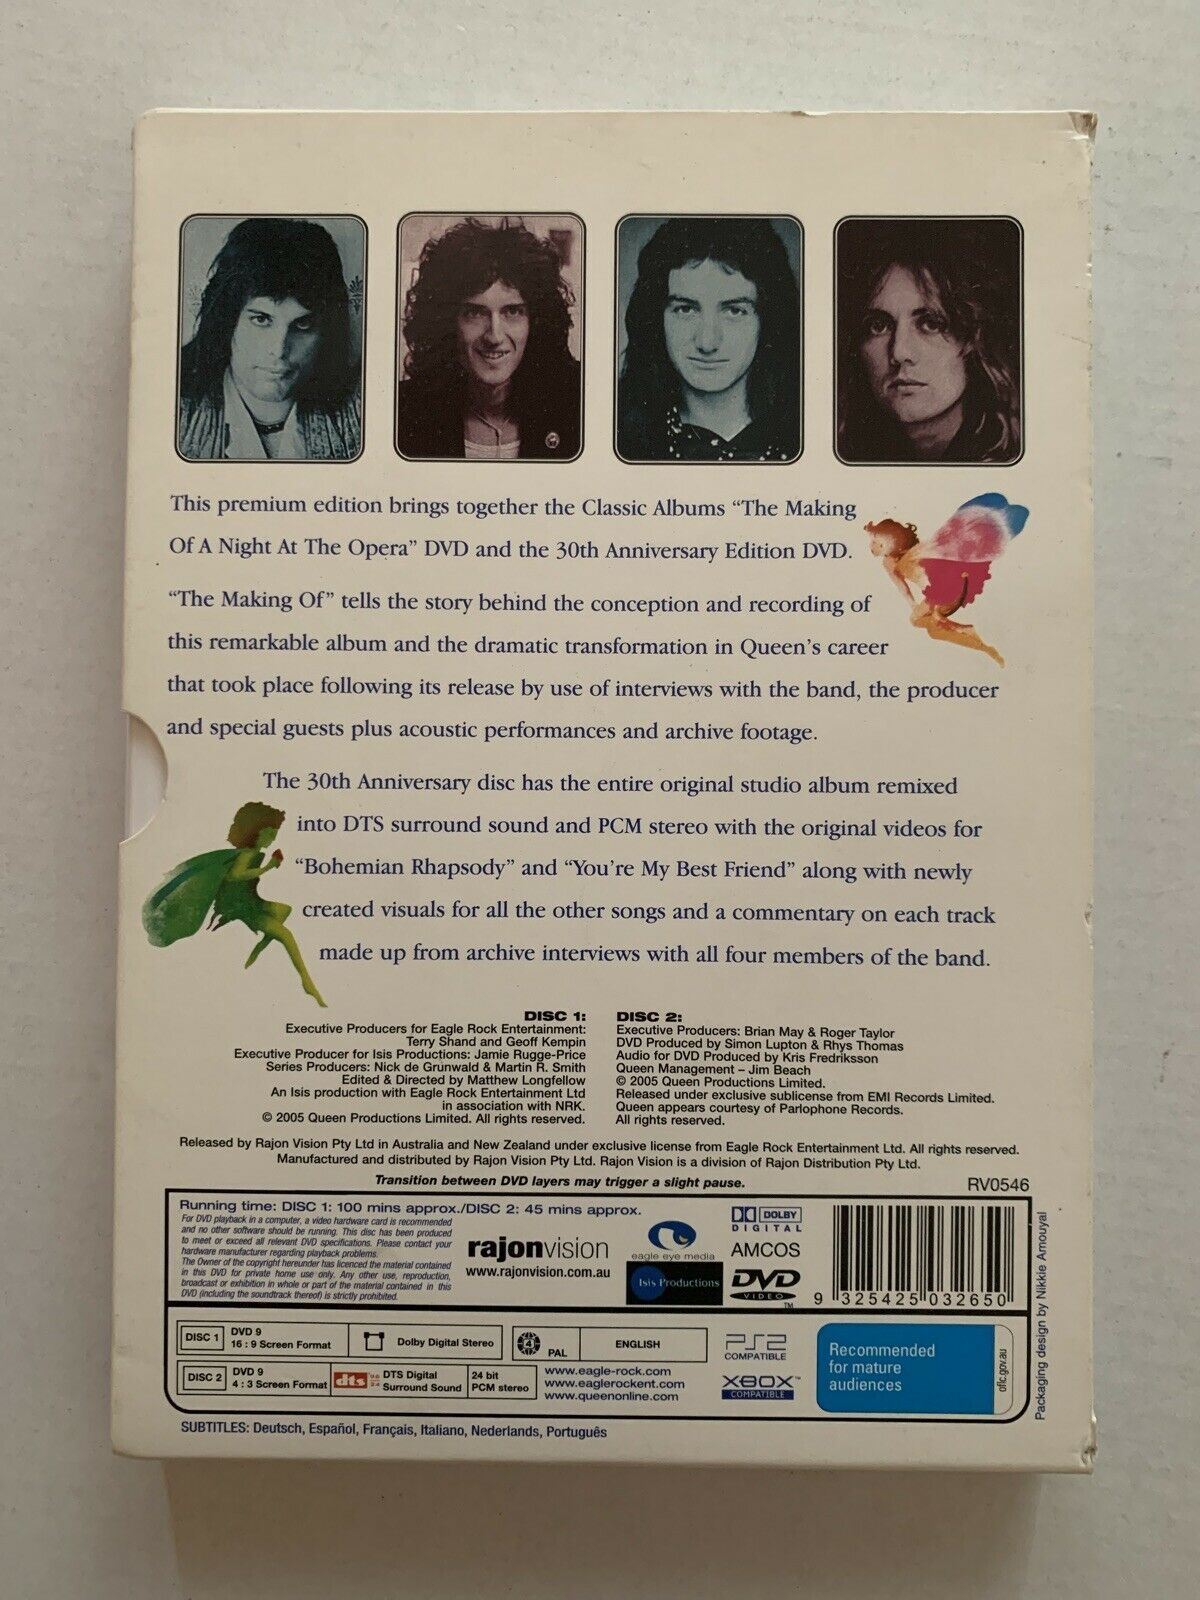 This premium edition brings together the Classic Albums “The Making
Of A Night At The Opera” DVD and the 30th Anniversary Edition DVD.
“The Making Of” tells the story behind the conception and recording of
this remarkable album and the dramatic transformation in Queen's career
that took place following its release by use of interviews with the band, the producer
and special guests plus acoustic performances and archive footage.
The 30th Anniversary disc has the entire original studio album remixed
into DTS surround sound and PCM stereo with the original videos for
“Bohemian Rhapsody” and “You're My Best Friend” along with newly
created visuals for all the other songs and a commentary on each track
made up from archive interviews with all four members of the band.
DISC 1:
Executive Producers for Eagle Rock Entertainment:
Terry Shand and Geoff Kempin
Executive Producer for Isis Productions: Jamie Rugge-Price
Series Producers: Nick de Grunwald & Martin R. Smith
Edited & Directed by Matthew Longfellow
An Isis production with Eagle Rock Entertainment Ltd
in association with NRK.
© 2005 Queen Productions Limited. All rights reserved.
DISC 2:
Executive Producers: Brian May & Roger Taylor
DVD Produced by Simon Lupton & Rhys Thomas
Audio for DVD Produced by Kris Fredriksson
Queen Management – Jim Beach
© 2005 Queen Productions Limited.
Released under exclusive sublicense from EMI Records Limited.
Queen appears courtesy of Parlophone Records.
All rights reserved.
Released by Rajon Vision Pty Ltd in Australia and New Zealand under exclusive license from Eagle Rock Entertainment Ltd. All rights reserved.
Manufactured and distributed by Rajon Vision Pty Ltd. Rajon Vision is a division of Rajon Distribution Pty Ltd.
Transition between DVD layers may trigger a slight pause.
RV0546
Running time: DISC 1: 100 mins approx./DISC 2: 45 mins approx.
For DVD playback in a computer, a video hardware card is recommended
and no other software should be running. This disc has been produced
to meet or exceed all relevant DVD specifications. Please contact your
hardware manufacturer regarding playback problems.
The Owner of the copyright hereunder has licenced the material contained
in this DVD for private home use only. Any other use, reproduction,
broadcast or exhibition in whole or part of the material contained in this
DVD (including the soundtrack thereof) is strictly prohibited.
rajonvision
www.rajonvision.com.au
eagle eye media
Isis Productions
DOLBY
DIGITAL
AMCOS
DVD
VIDEO
TM
9 325425 032650
Packaging design by Nikkie Amouyal
DISC 1
DVD 9
16 : 9 Screen Format
Dolby Digital Stereo
4
PAL
ENGLISH
DISC 2
DVD 9
4 : 3 Screen Format
dts
DTS Digital
Surround Sound
24 bit
PCM stereo
www.eagle-rock.com
www.eaglerockent.com
www.queenonline.com
PS2
COMPATIBLE
XBOX™
COMPATIBLE
Recommended
for mature
audiences
oflc.gov.au
SUBTITLES: Deutsch, Español, Français, Italiano, Nederlands, Português